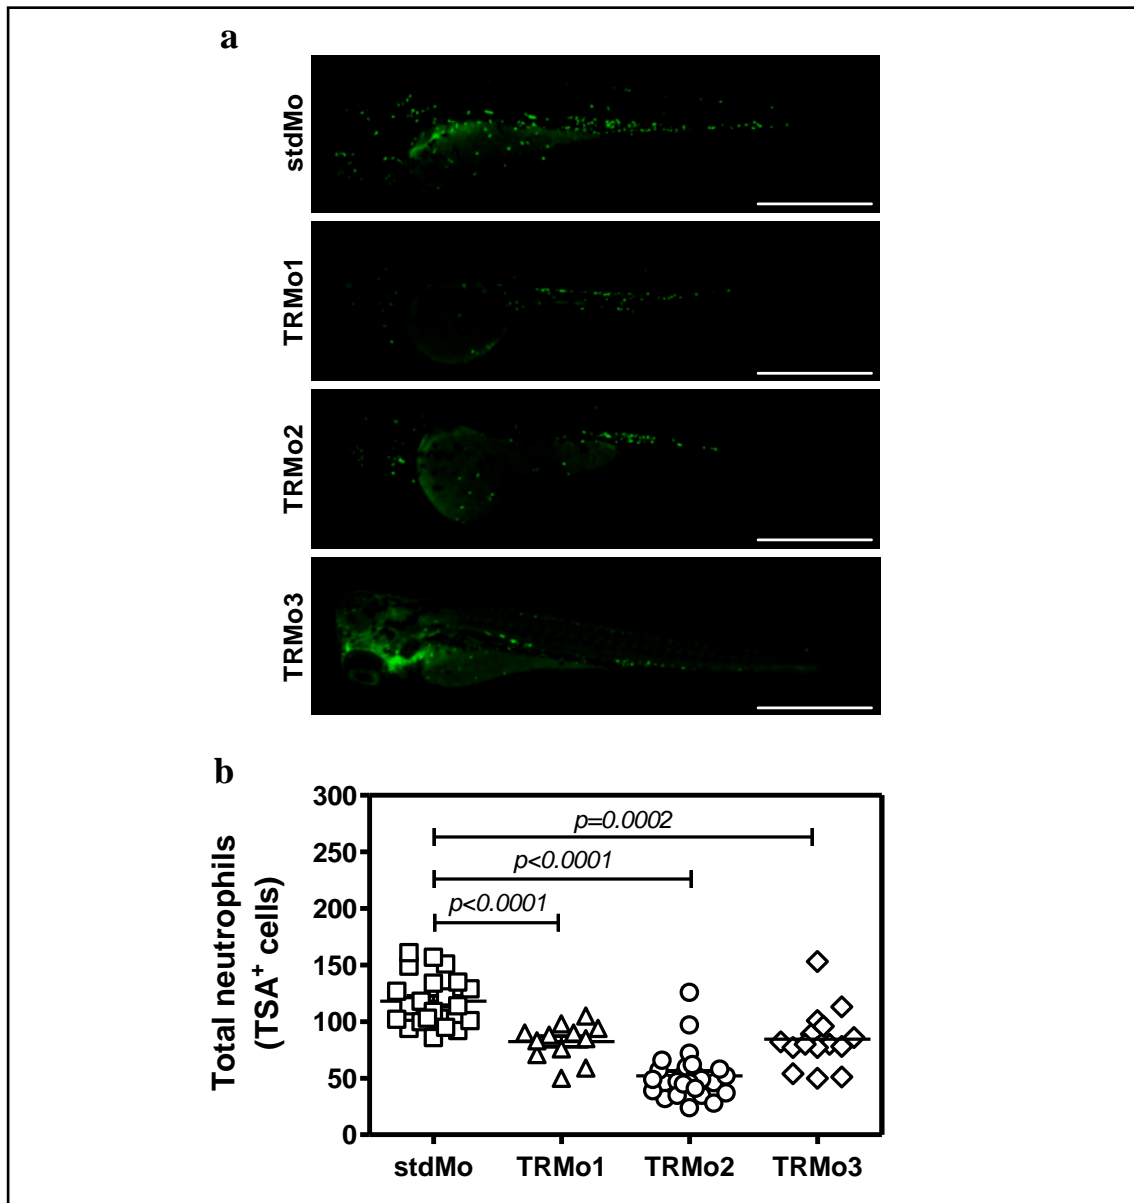 a
stdMo
TRMo1
TRMo2
TRMo3
b
Total neutrophils
(TSA⁺ cells)
300
250
200
150
100
50
0
p=0.0002
p<0.0001
p<0.0001
stdMo TRMo1 TRMo2 TRMo3